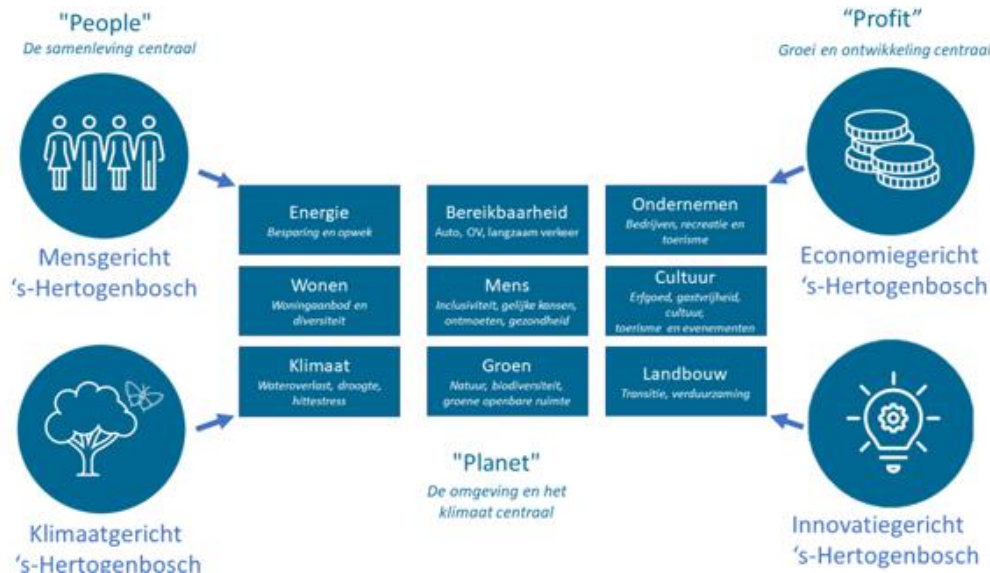 "People"
De samenleving centraal
“Profit”
Groei en ontwikkeling centraal
Energie
Besparing en opwek
Bereikbaarheid
Auto, OV, langzaam verkeer
Ondernemen
Bedrijven, recreatie en
toerisme
Mensgericht
‘s-Hertogenbosch
Economiegericht
‘s-Hertogenbosch
Wonen
Woningaanbod en
diversiteit
Mens
Inclusiviteit, gelijke kansen,
ontmoeten, gezondheid
Cultuur
Erfgoed, gastvrijheid,
cultuur,
toerisme en evenementen
Klimaat
Wateroverlast, droogte,
hittestress
Groen
Natuur, biodiversiteit,
groene openbare ruimte
Landbouw
Transitie, verduurzaming
"Planet"
De omgeving en het
klimaat centraal
Klimaatgericht
‘s-Hertogenbosch
Innovatiegericht
‘s-Hertogenbosch